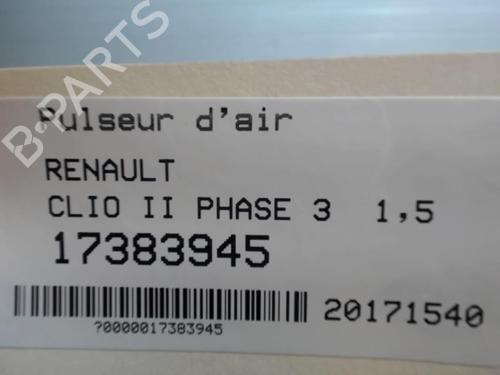 Pulseur d'air
RENAULT
CLIO II PHASE 3 1,5
17383945
20171540
?0000017383945
B-PARTS